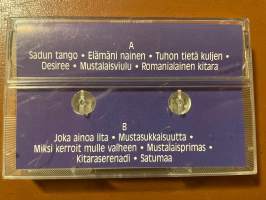 A
Sadun tango • Elämäni nainen • Tuhon tietä kuljen •
Desiree • Mustalaisviulu • Romanialainen kitara
B
Joka ainoa ilta • Mustasukkaisuutta •
Miksi kerroit mulle valheen • Mustalaisprimas •
Kitaraserenadi • Satumaa